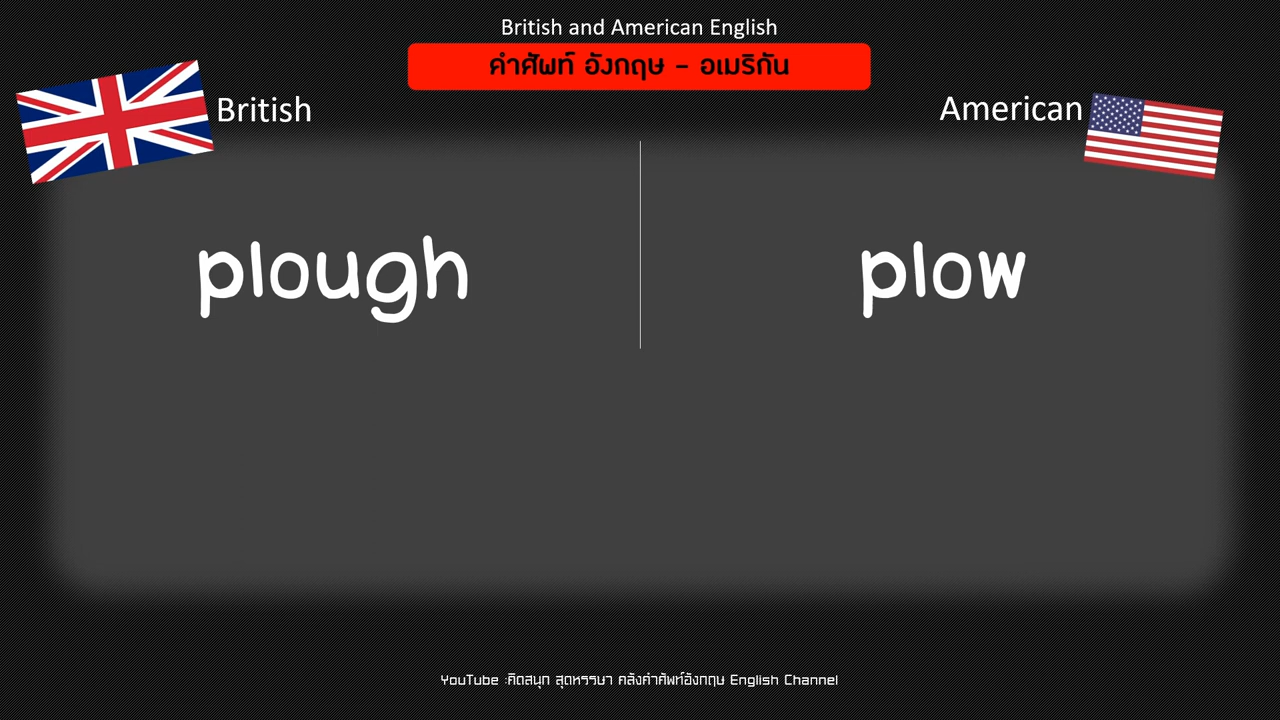 British and American English
คำศัพท์ อังกฤษ - อเมริกัน
British
American
plough
plow
YouTube :คิดสนุก สุดหรรษา คลังคำศัพท์อังกฤษ English Channel